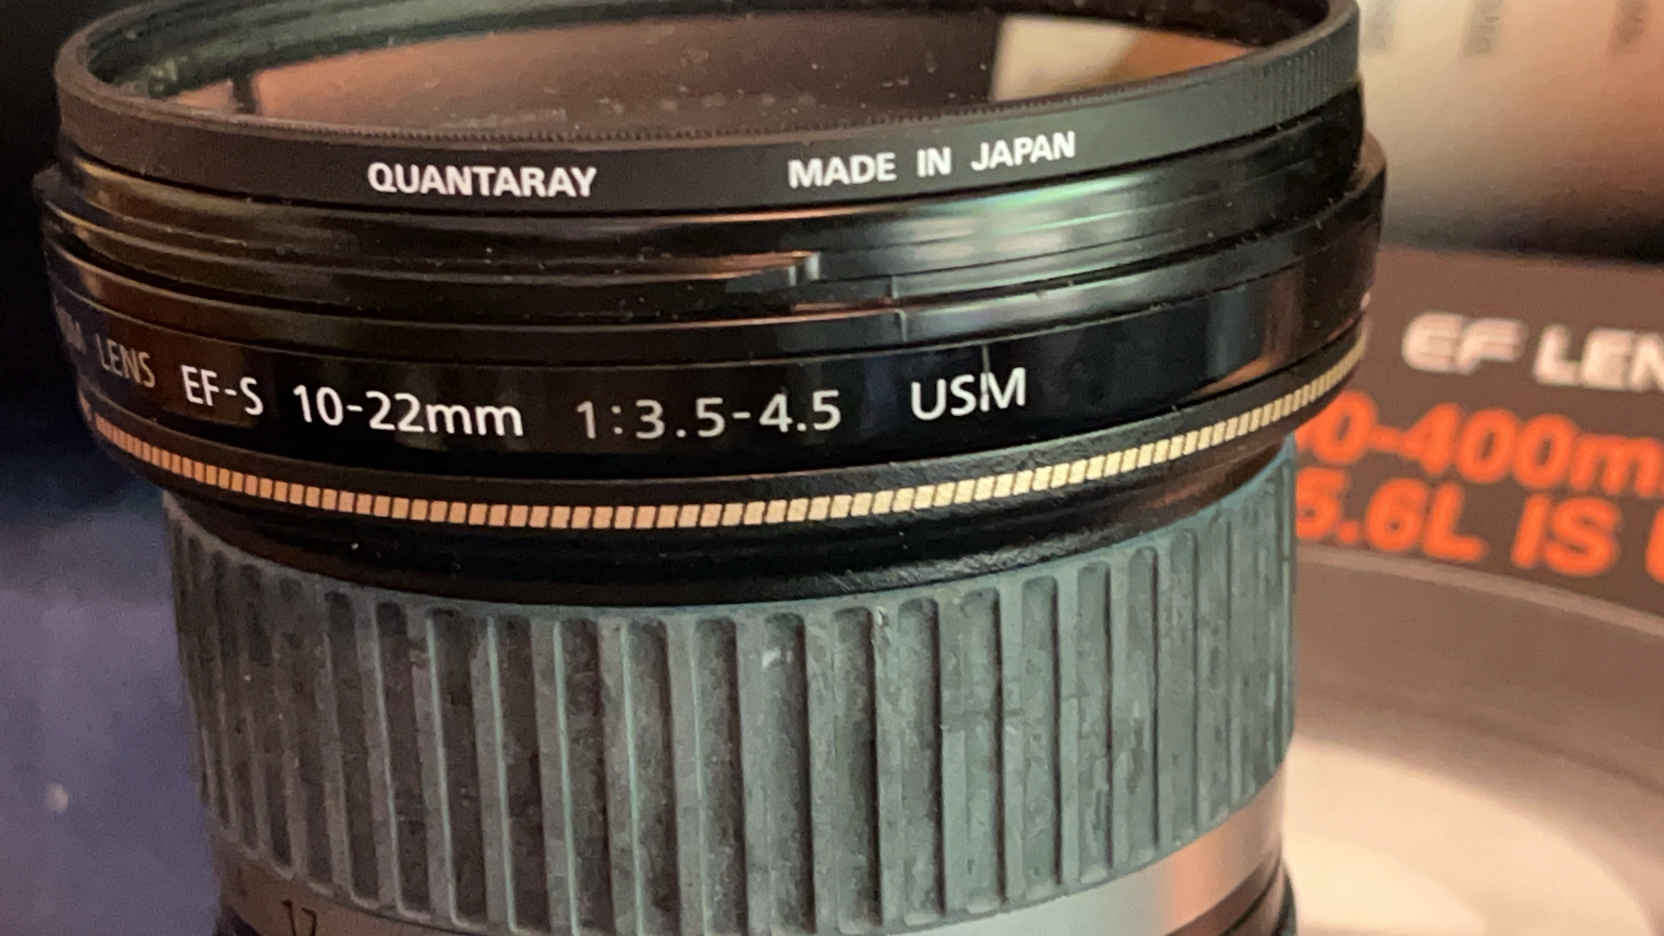 QUANTARAY MADE IN JAPAN
LENS EF-S 10-22mm 1:3.5-4.5 USM
EF LEN
0-400m
5.6L IS
17